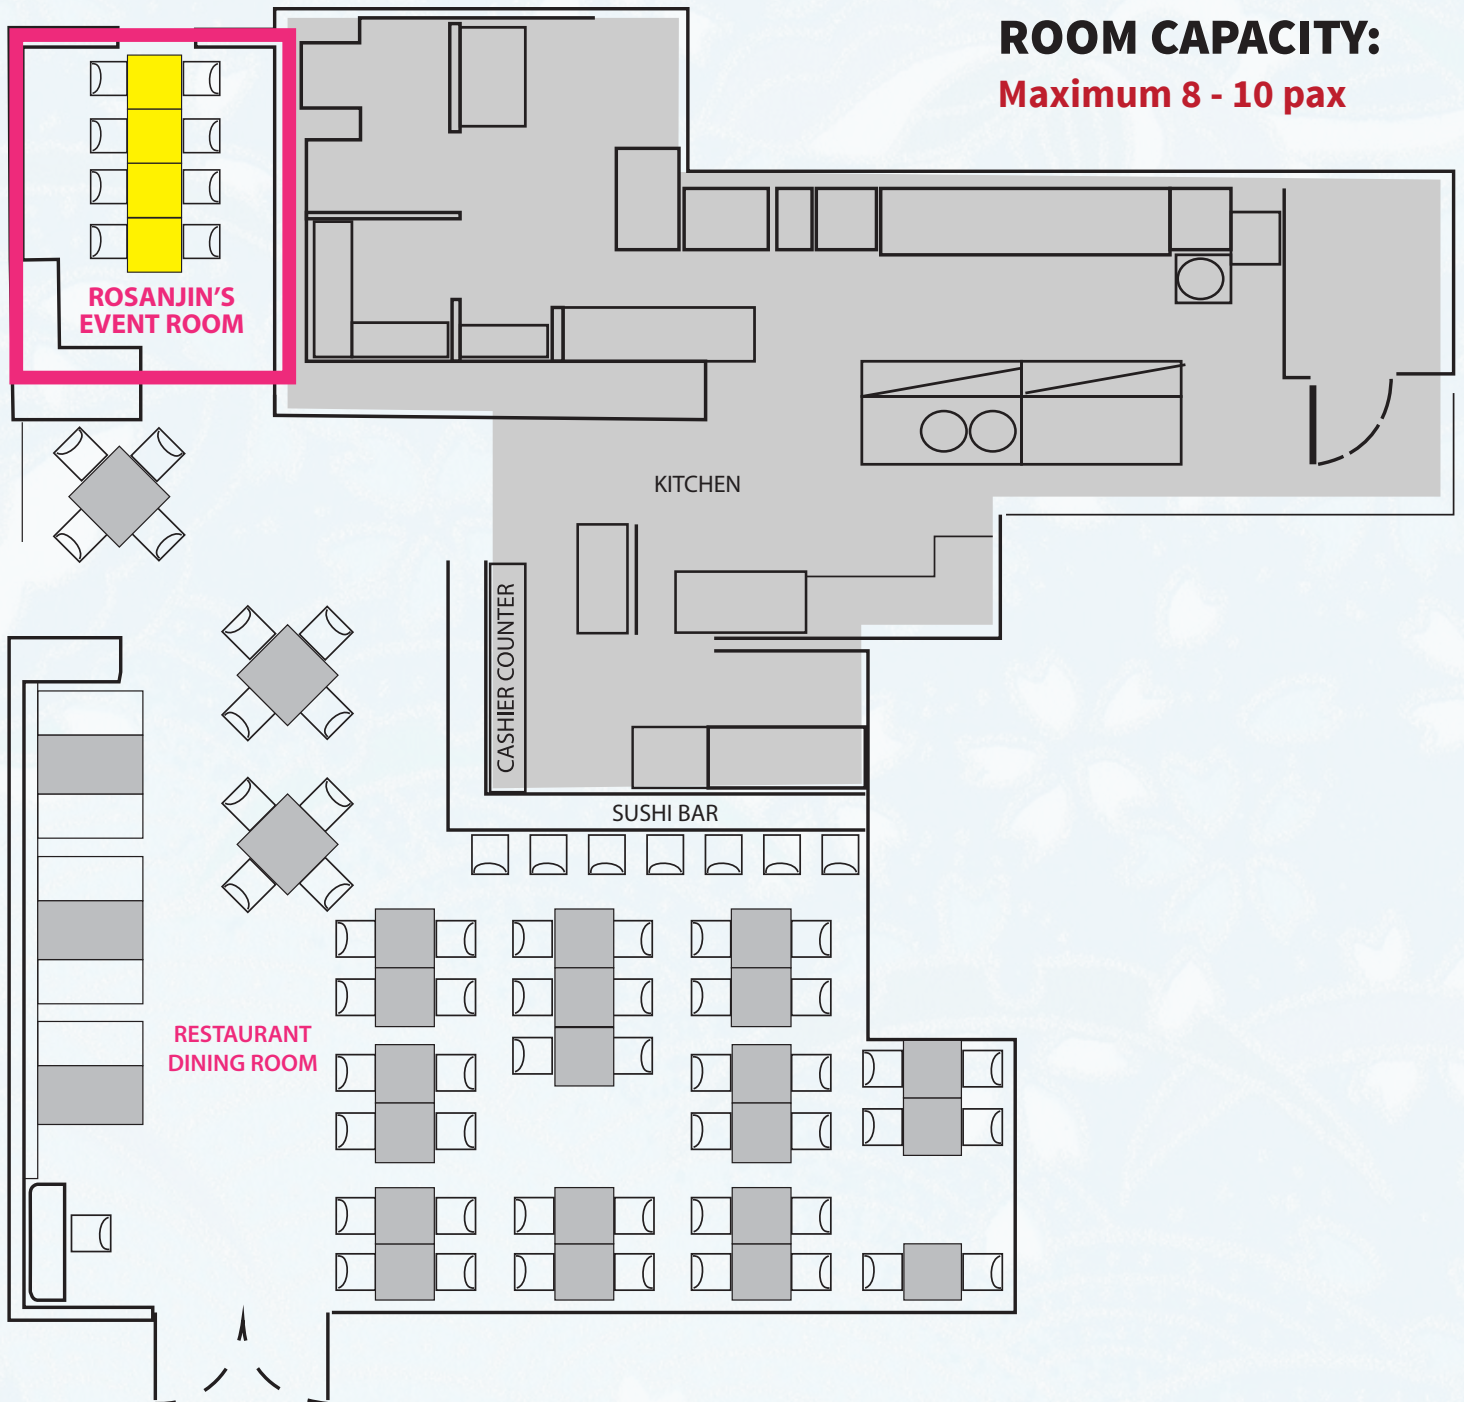 ROOM CAPACITY:
Maximum 8 - 10 pax
ROSANJIN'S
EVENT ROOM
KITCHEN
CASHIER COUNTER
SUSHI BAR
RESTAURANT
DINING ROOM